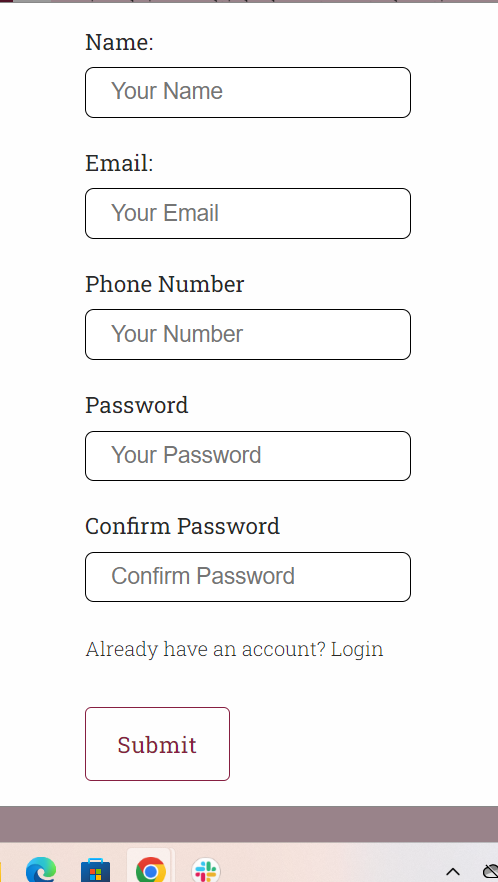 Name:
Your Name
Email:
Your Email
Phone Number
Your Number
Password
Your Password
Confirm Password
Confirm Password
Already have an account? Login
Submit